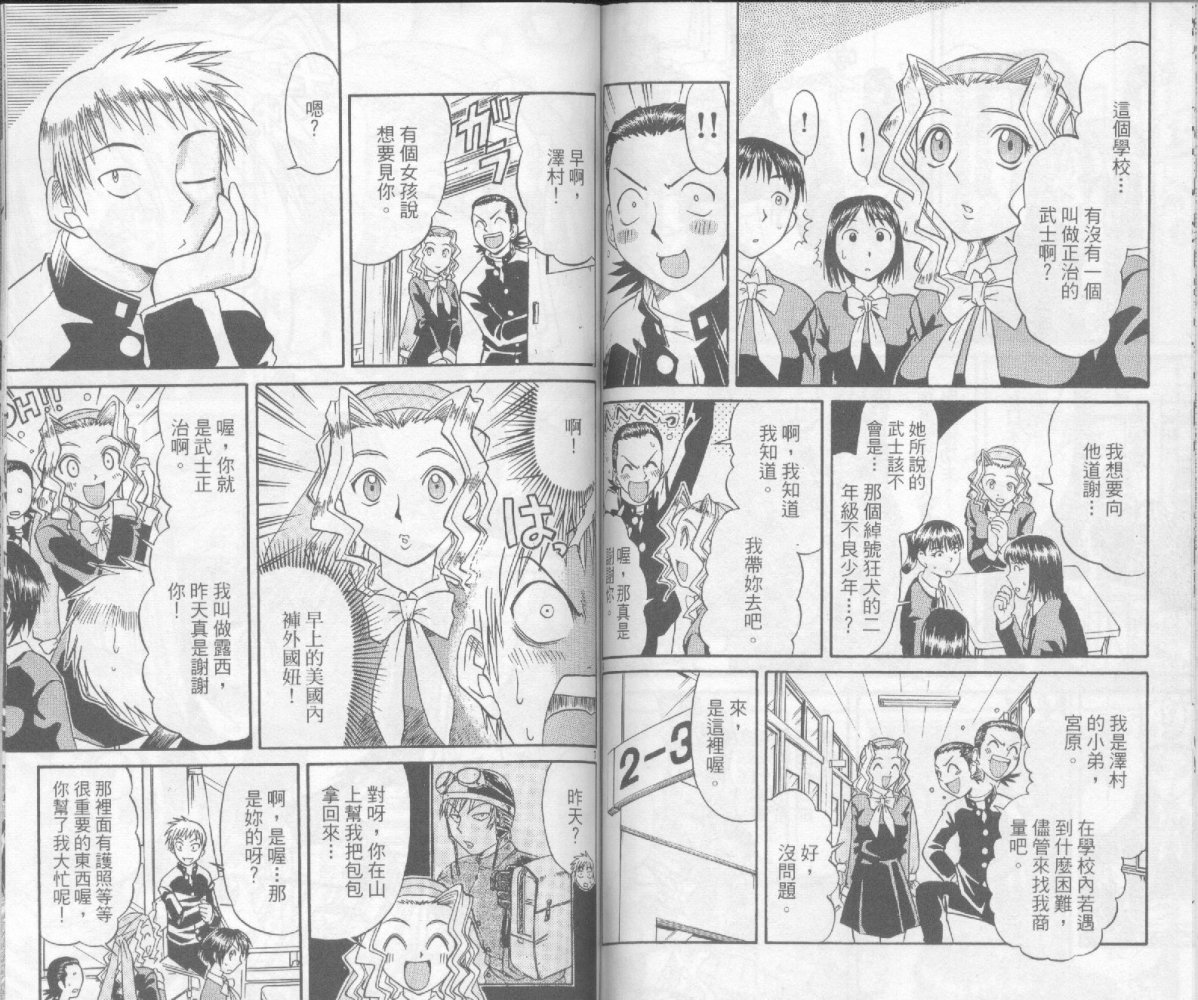 這個學校⋯
有沒有一個
叫做正治的
武士啊?
!
!
!!
我想要向
他道謝⋯
她所說的
武士該不
會是⋯那個綽號狂犬的二
年級不良少年⋯?
啊,我知道
我知道。
我帶妳去吧。
喔,那真是
謝謝你。
我是澤村
的小弟,
宮原。
在學校內若遇
到什麼困難,
儘管來找我商
量吧。
好,
沒問題。
來,
是這裡喔。
2-3
早啊,
澤村!
ガラ
有個女孩說
想要見你。
嗯?
啊!
はっ
早上的美國內
褲外國妞!
OH!!
喔,你就
是武士正
治啊。
我叫做露西,
昨天真是謝謝
你!
昨天?
對呀,你在山
上幫我把包包
拿回來⋯
啊,是喔⋯那
是妳的呀?
那裡面有護照等等
很重要的東西喔,
你幫了我大忙呢!